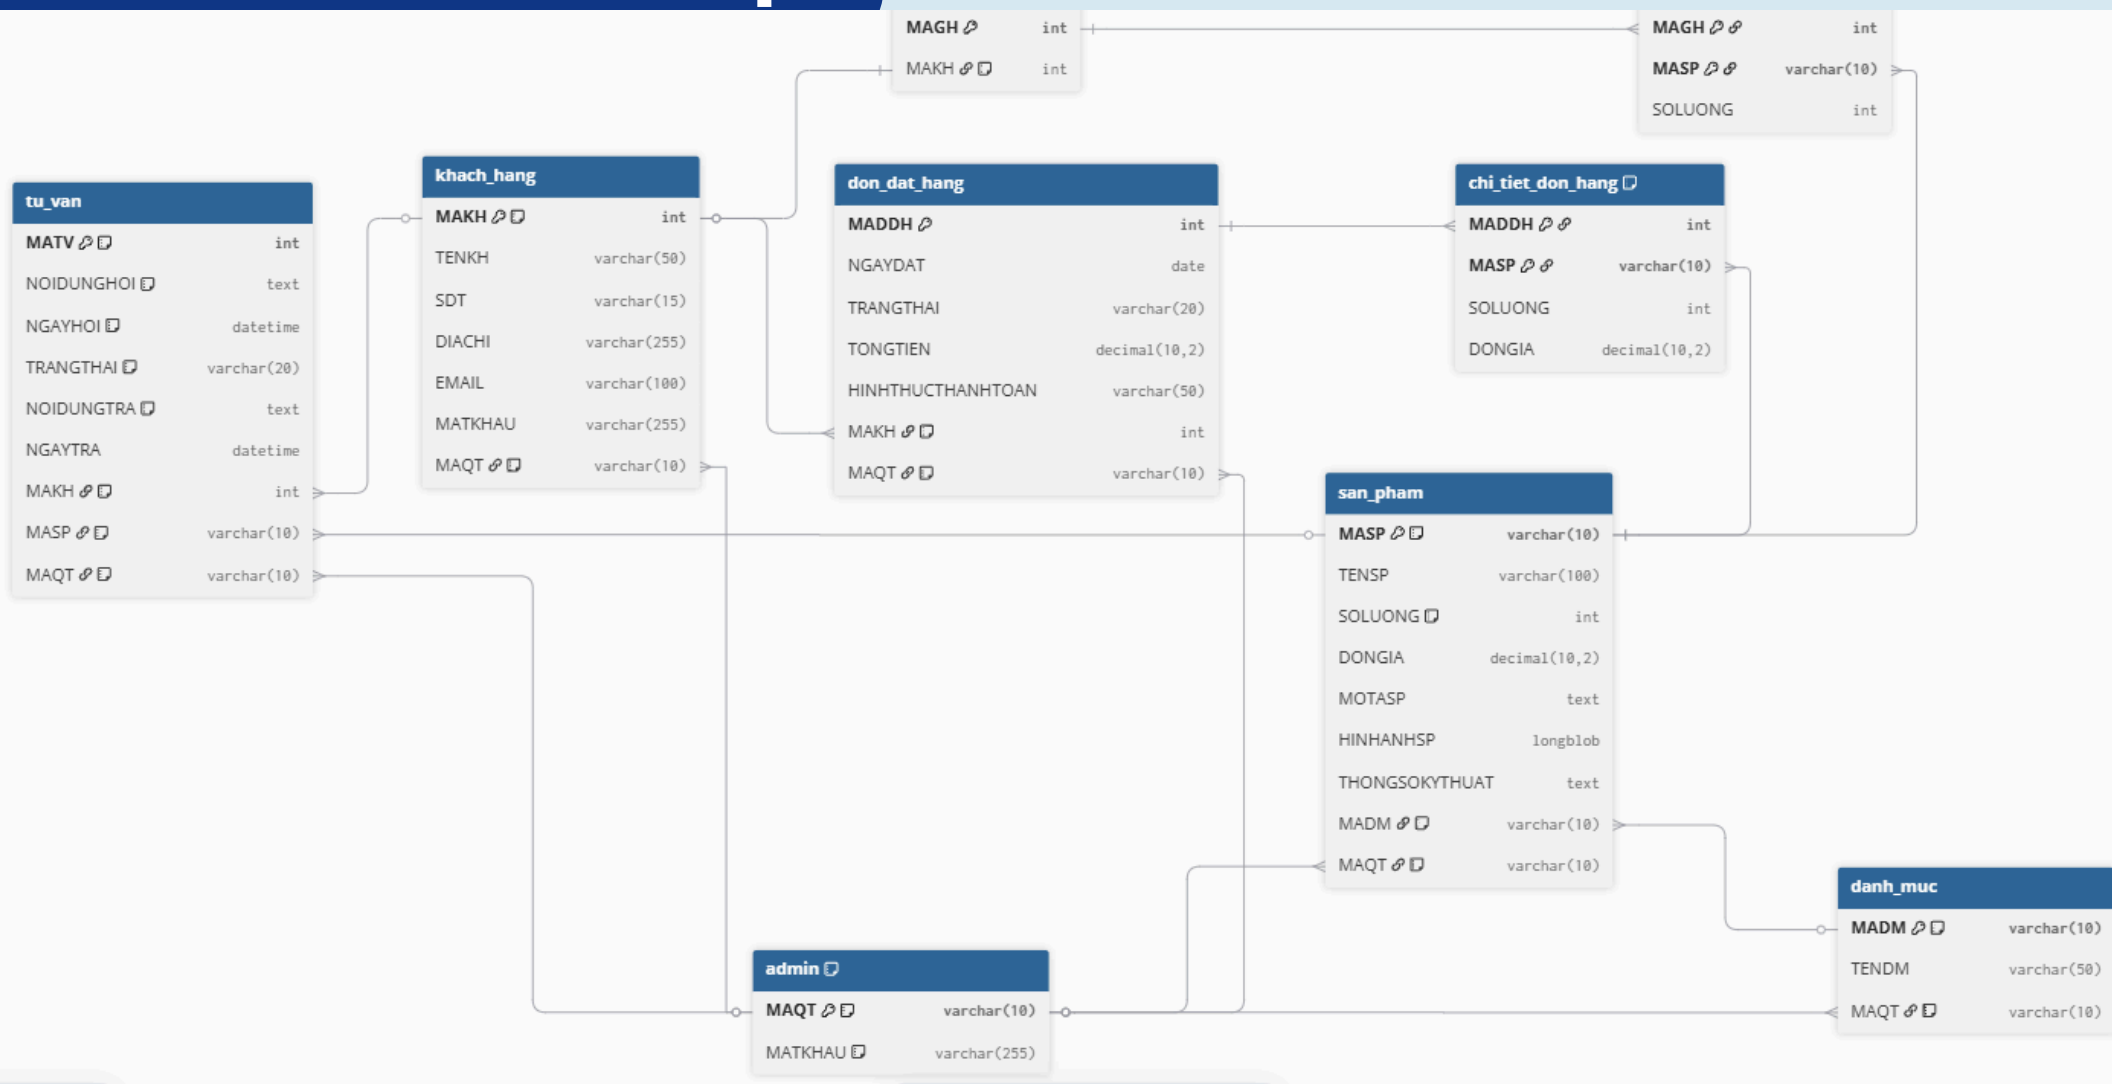 MAGH int
MAKH int
MAGH int
MASP varchar(10)
SOLUONG int
tu_van
MATV int
NOIDUNGHOI text
NGAYHOI datetime
TRANGTHAI varchar(20)
NOIDUNGTRA text
NGAYTRA datetime
MAKH int
MASP varchar(10)
MAQT varchar(10)
khach_hang
MAKH int
TENKH varchar(50)
SDT varchar(15)
DIACHI varchar(255)
EMAIL varchar(100)
MATKHAU varchar(255)
MAQT varchar(10)
don_dat_hang
MADDH int
NGAYDAT date
TRANGTHAI varchar(20)
TONGTIEN decimal(10,2)
HINHTHUCTHANHTOAN varchar(50)
MAKH int
MAQT varchar(10)
chi_tiet_don_hang
MADDH int
MASP varchar(10)
SOLUONG int
DONGIA decimal(10,2)
san_pham
MASP varchar(10)
TENSP varchar(100)
SOLUONG int
DONGIA decimal(10,2)
MOTASP text
HINHANHSP longblob
THONGSOKYTHUAT text
MADM varchar(10)
MAQT varchar(10)
admin
MAQT varchar(10)
MATKHAU varchar(255)
danh_muc
MADM varchar(10)
TENDM varchar(50)
MAQT varchar(10)